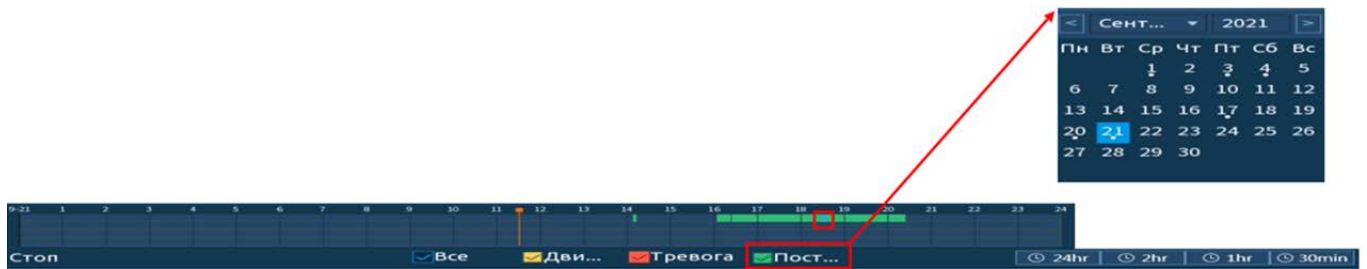 < Сент... 2021 >
Пн Вт Ср Чт Пт Сб Вс
1 2 3 4 5
6 7 8 9 10 11 12
13 14 15 16 17 18 19
20 21 22 23 24 25 26
27 28 29 30
9-21 1 2 3 4 5 6 7 8 9 10 11 12 13 14 15 16 17 18 19 20 21 22 23 24
Стоп Все Дви... Тревога Пост... 24hr 2hr 1hr 30min